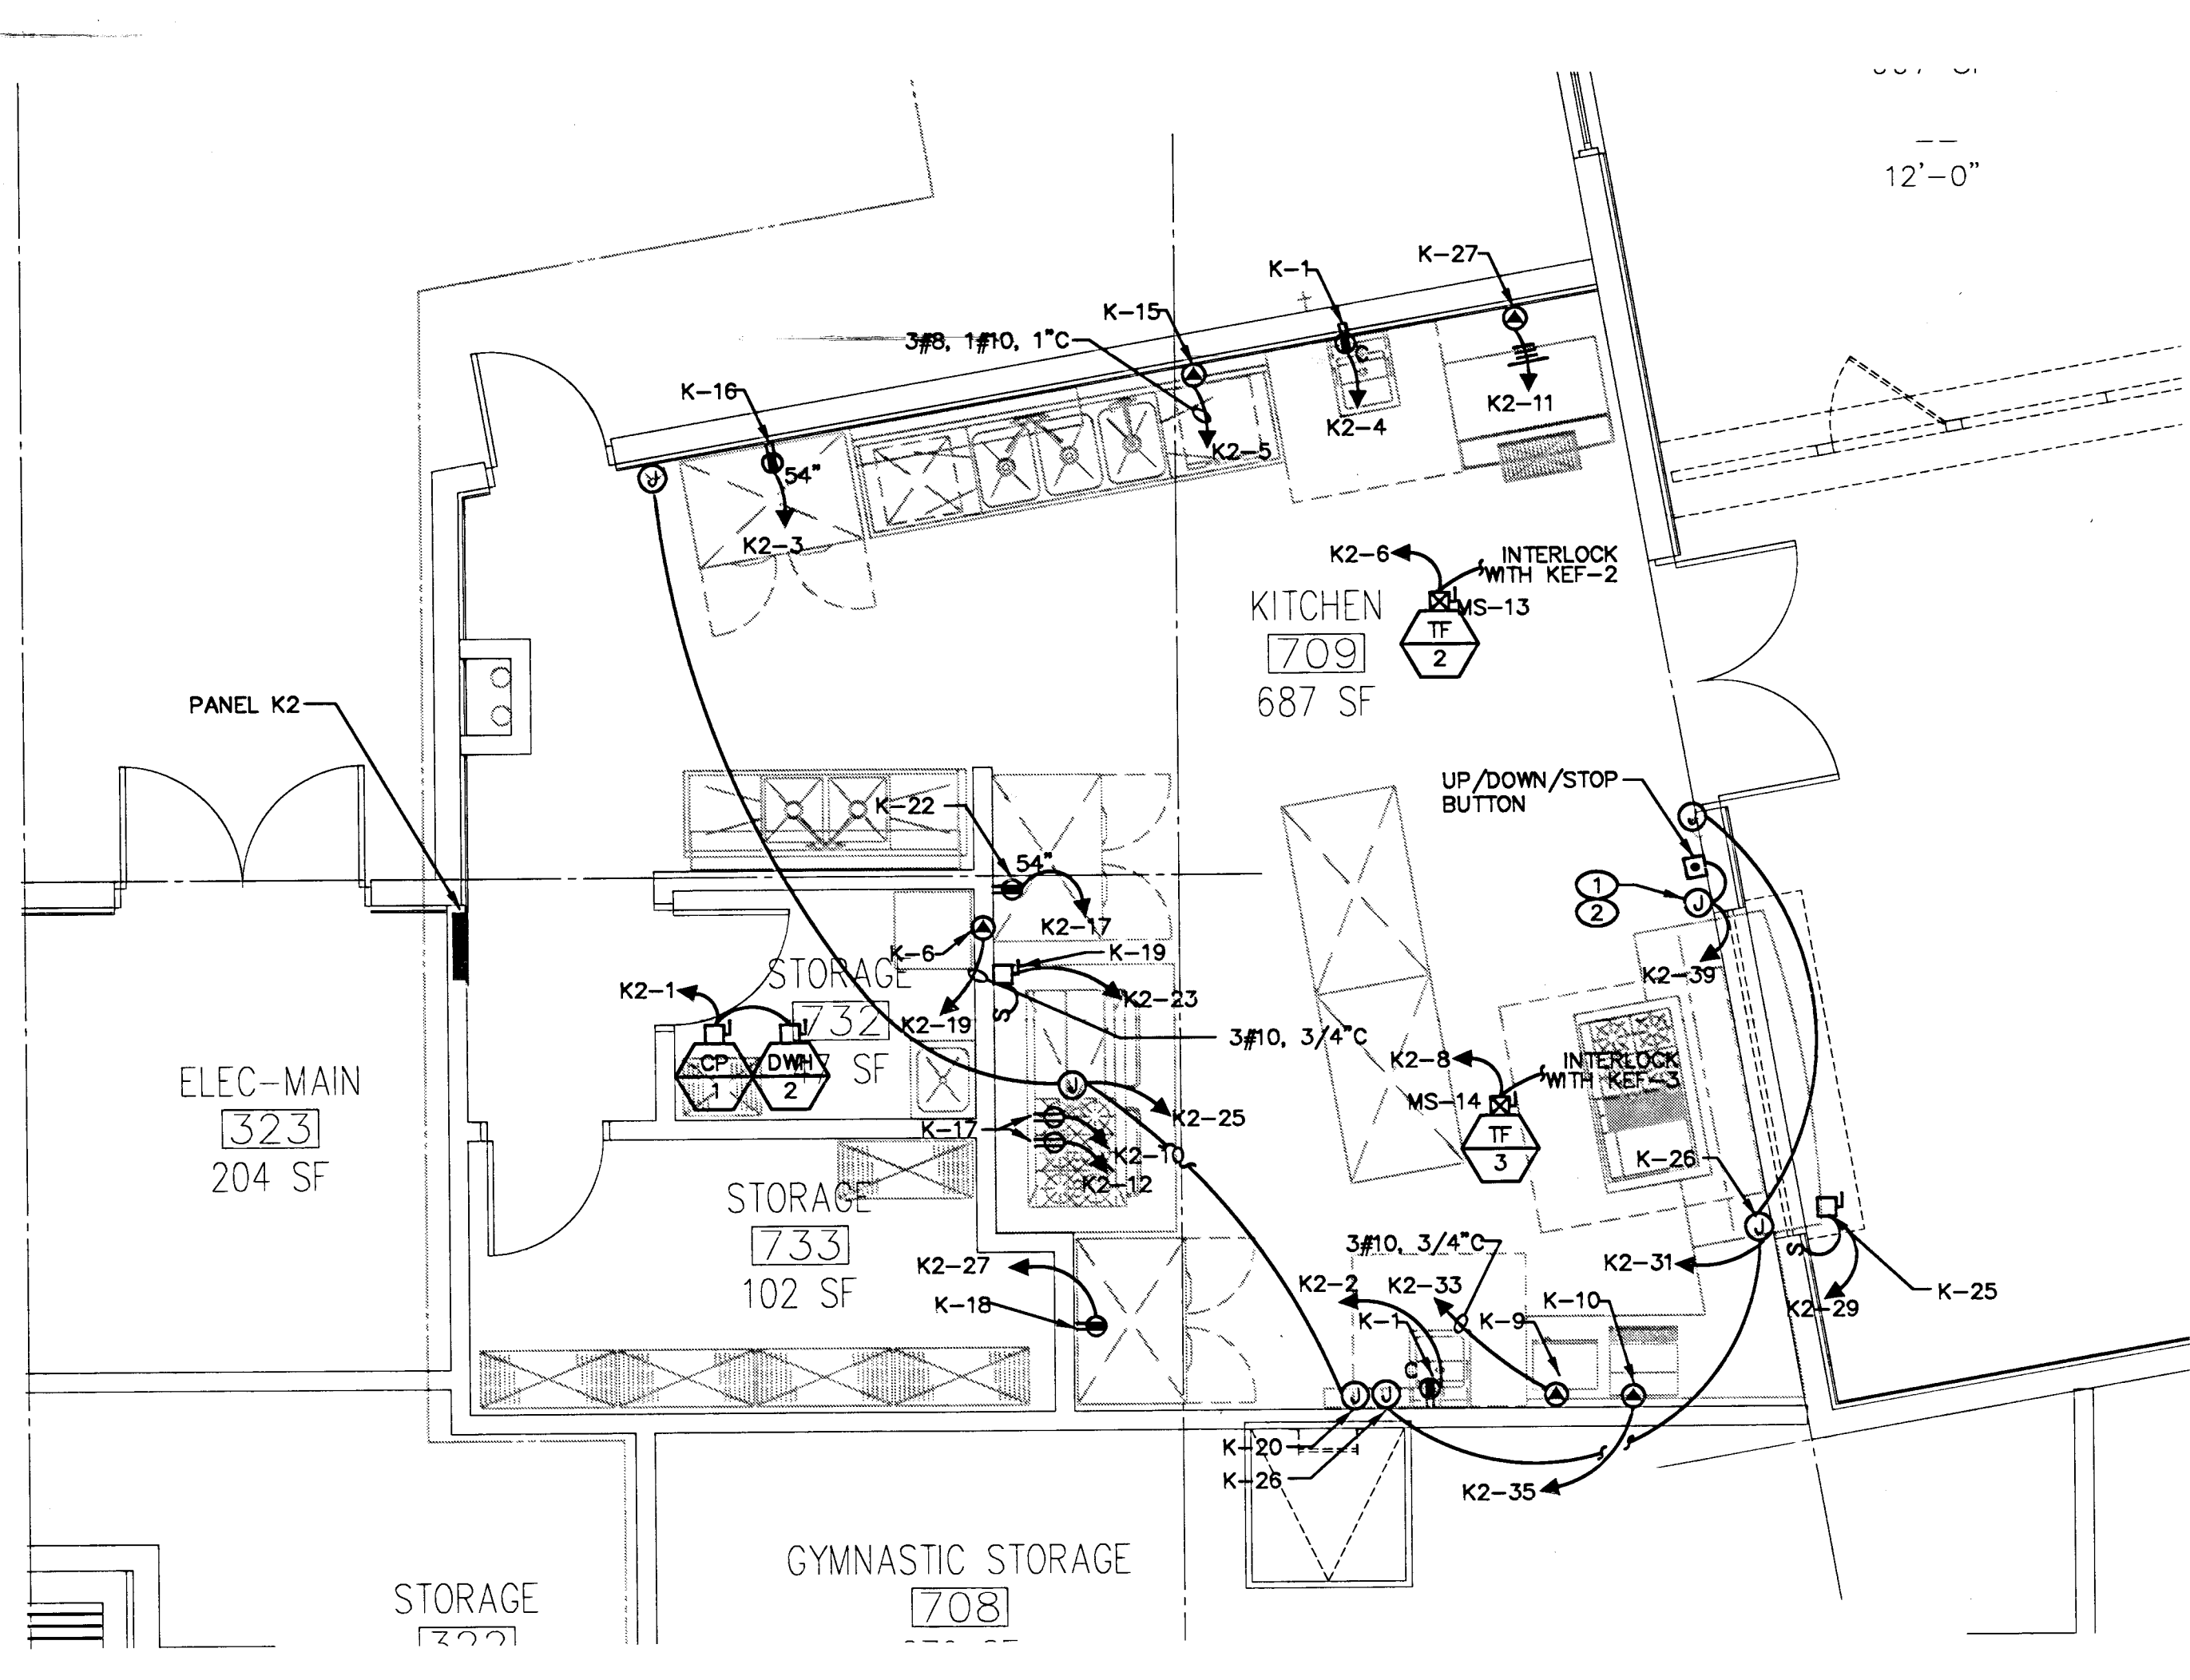 12'-0"
K-27
K-1
K-15
3#8, 1#10, 1"C
K-16
C
K2-11
K2-4
K2-5
54"
K2-3
K2-6
INTERLOCK
WITH KEF-2
MS-13
TF
2
KITCHEN
709
687 SF
PANEL K2
UP/DOWN/STOP
BUTTON
J
K-22
54"
1
2
J
K2-17
K-6
K-19
K2-39
STORAGE
732
SF
K2-1
K2-23
K2-19
S
3#10, 3/4"C
CP
1
DWH
2
K2-8
INTERLOCK
WITH KEF-3
MS-14
TF
3
ELEC-MAIN
323
204 SF
J
K2-25
K-17
K2-10
K2-12
K-26
J
STORAGE
733
102 SF
3#10, 3/4"C
K2-31
S
K2-27
K2-2
K2-33
K-18
K-1
K-9
K-10
K2-29
K-25
C
J
J
K-20
K-26
K2-35
GYMNASTIC STORAGE
708
STORAGE
322